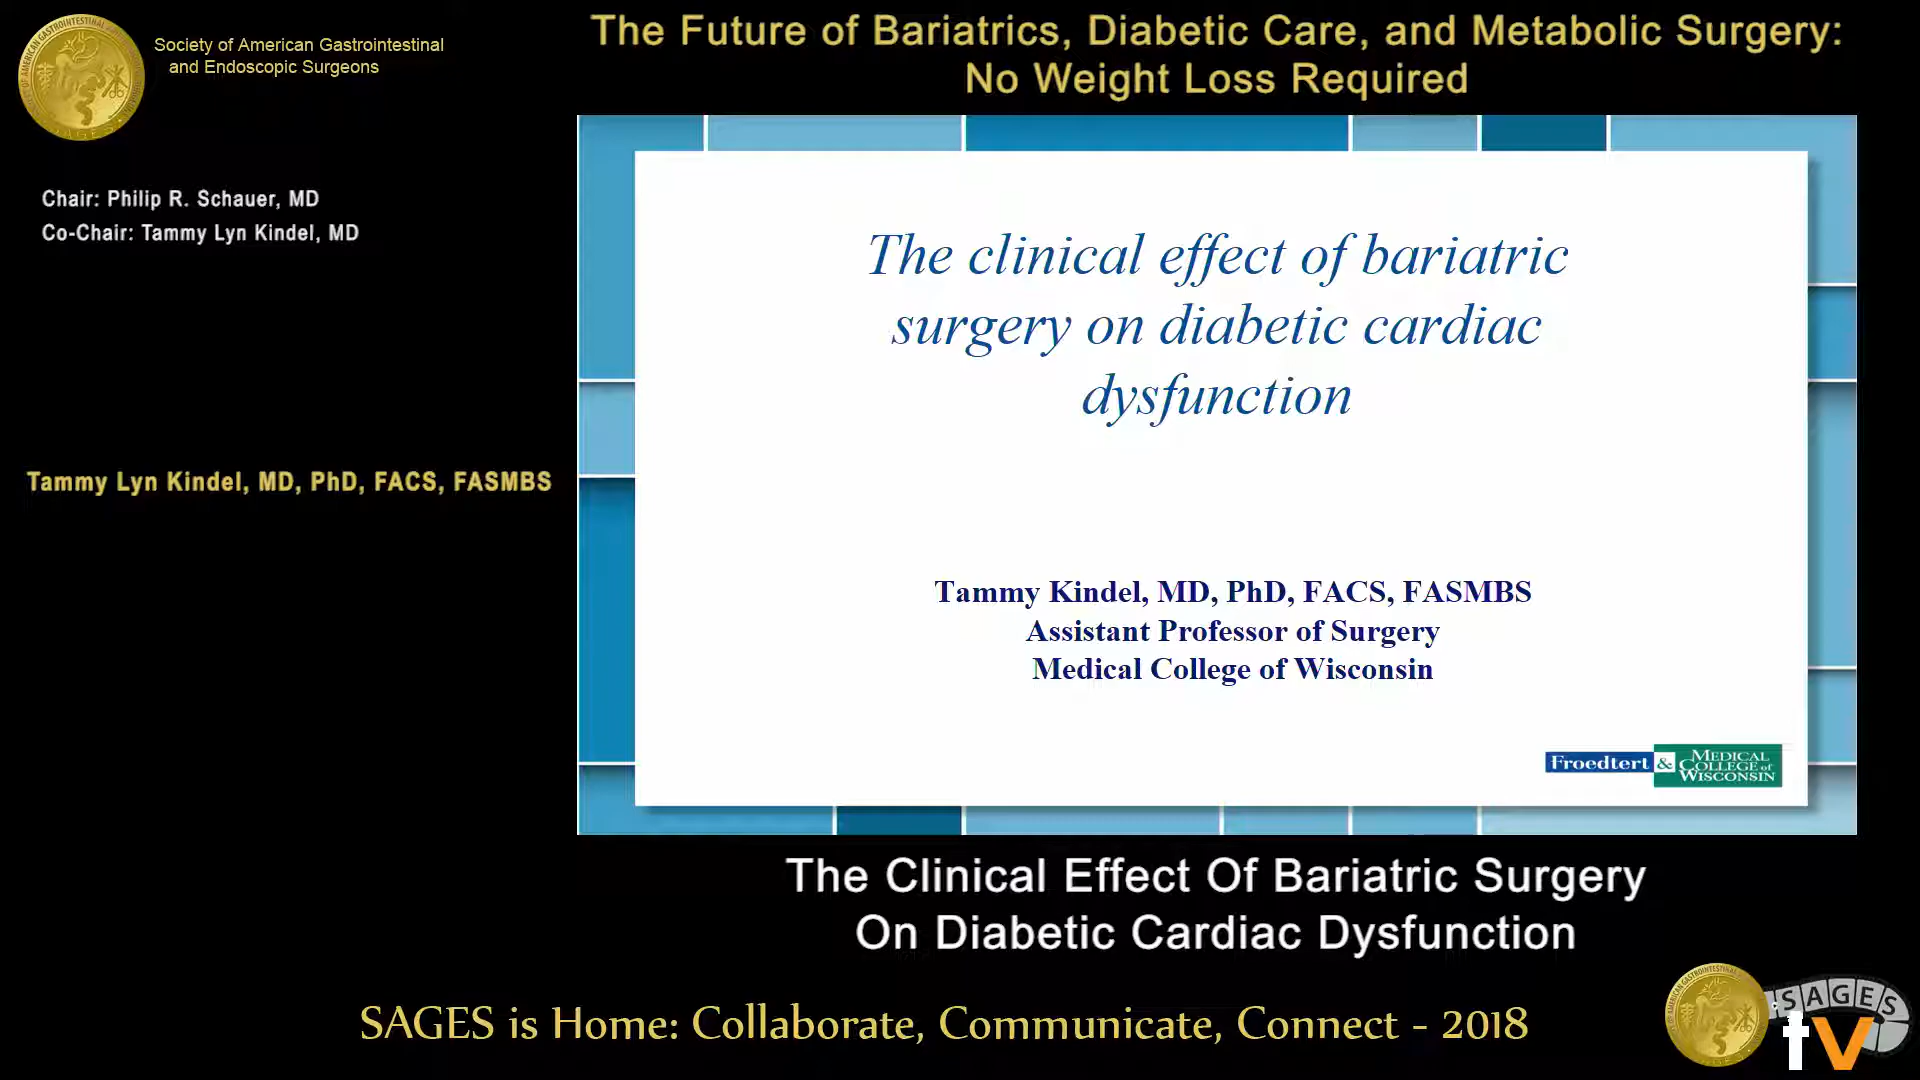 Society of American Gastrointestinal
and Endoscopic Surgeons
The Future of Bariatrics, Diabetic Care, and Metabolic Surgery:
No Weight Loss Required
Chair: Philip R. Schauer, MD
Co-Chair: Tammy Lyn Kindel, MD
Tammy Lyn Kindel, MD, PhD, FACS, FASMBS
The clinical effect of bariatric
surgery on diabetic cardiac
dysfunction
Tammy Kindel, MD, PhD, FACS, FASMBS
Assistant Professor of Surgery
Medical College of Wisconsin
Froedtert & MEDICAL
COLLEGE of
WISCONSIN
The Clinical Effect Of Bariatric Surgery
On Diabetic Cardiac Dysfunction
SAGES is Home: Collaborate, Communicate, Connect - 2018
SAGES
tv